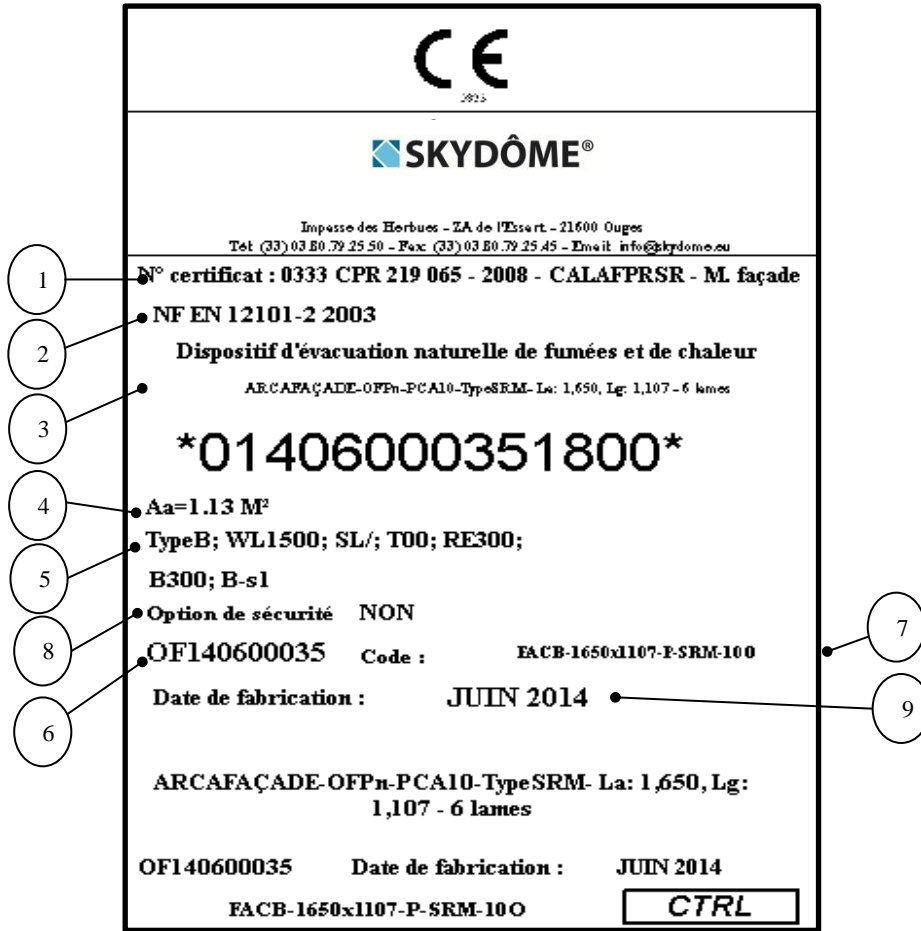 CE
SKYDÔME®
Impasse des Herbues - ZA de l'Essart - 21600 Ouges
Tél: (33) 03.80.79.25.50 - Fax: (33) 03.80.79.25.45 - Email: info@skydome.eu
1
N° certificat : 0333 CPR 219 065 - 2008 - CALAFPRSR - M. façade
2
NF EN 12101-2 2003
Dispositif d'évacuation naturelle de fumées et de chaleur
3
ARCAFAÇADE-OFPn-PCA10-TypeSRM- La: 1,650, Lg: 1,107 - 6 lames
*01406000351800*
4
Aa=1.13 M²
5
TypeB; WL1500; SL/; T00; RE300;
B300; B-s1
8
Option de sécurité NON
6
OF140600035 Code : FACB-1650x1107-P-SRM-10O
7
Date de fabrication : JUIN 2014
9
ARCAFAÇADE-OFPn-PCA10-TypeSRM- La: 1,650, Lg:
1,107 - 6 lames
OF140600035 Date de fabrication : JUIN 2014
FACB-1650x1107-P-SRM-10O CTRL